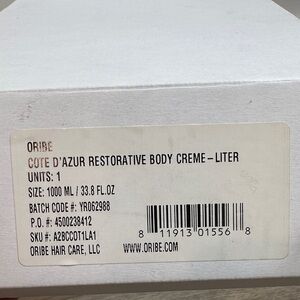 ORIBE
COTE D'AZUR RESTORATIVE BODY CREME – LITER
UNITS: 1
SIZE: 1000 ML / 33.8 FL.OZ
BATCH CODE #: YR062988
P.O. #: 4500238412
SKU #: A28CCOT1LA1
ORIBE HAIR CARE, LLC
WWW.ORIBE.COM
8 11913 01556 8